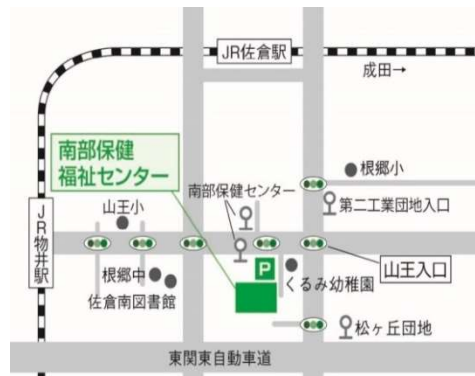 JR佐倉駅
成田→
南部保健
福祉センター
根郷小
南部保健センター
第二工業団地入口
山王小
JR物井駅
P
山王入口
根郷中
くるみ幼稚園
佐倉南図書館
松ヶ丘団地
東関東自動車道